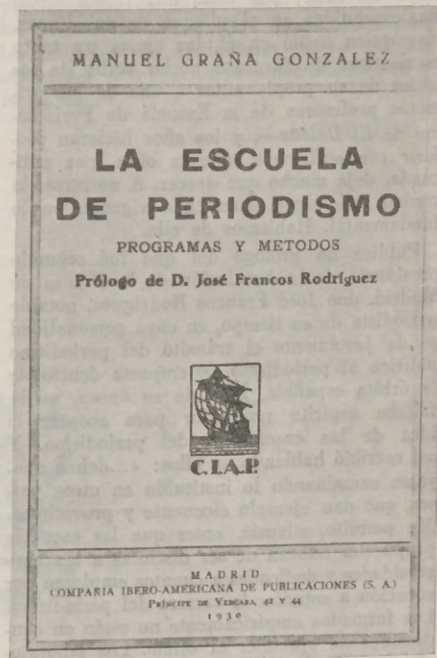 MANUEL GRAÑA GONZALEZ
LA ESCUELA
DE PERIODISMO
PROGRAMAS Y METODOS
Prólogo de D. José Francos Rodríguez
C.I.A.P.
MADRID
COMPAÑIA IBERO-AMERICANA DE PUBLICACIONES (S. A.)
PRÍNCIPE DE VERGARA, 42 Y 44
1930